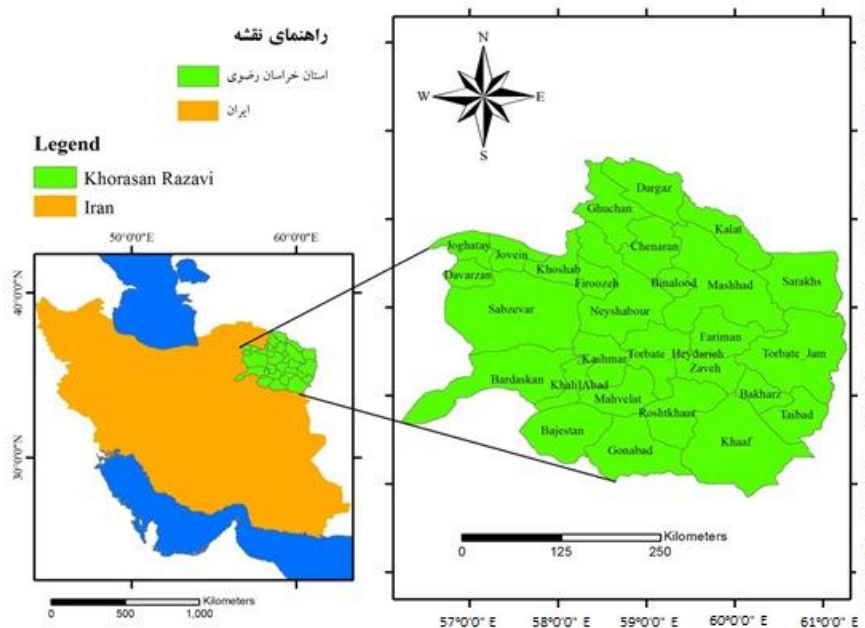 راهنمای نقشه
استان خراسان رضوی
ایران
Legend
Khorasan Razavi
Iran
50°0'0"E 60°0'0"E
40°0'0"N
30°0'0"N
Kilometers
0 500 1,000
N
W E
S
Dargaz
Ghuchan
Kalat
Joghatay
Chenaran
Jovein
Davarzan Khoshab
Firoozeh Binalood Mashhad Sarakhs
Sabzevar Neyshabour
Fariman
Kashmar Torbate Heydarieh Torbate Jam
Zaveh
Bardaskan KhalilAbad
Mahvelat Bakharz
Roshtkhaar Taibad
Bajestan
Gonabad Khaaf
Kilometers
0 125 250
57°0'0"E 58°0'0"E 59°0'0"E 60°0'0"E 61°0'0"E